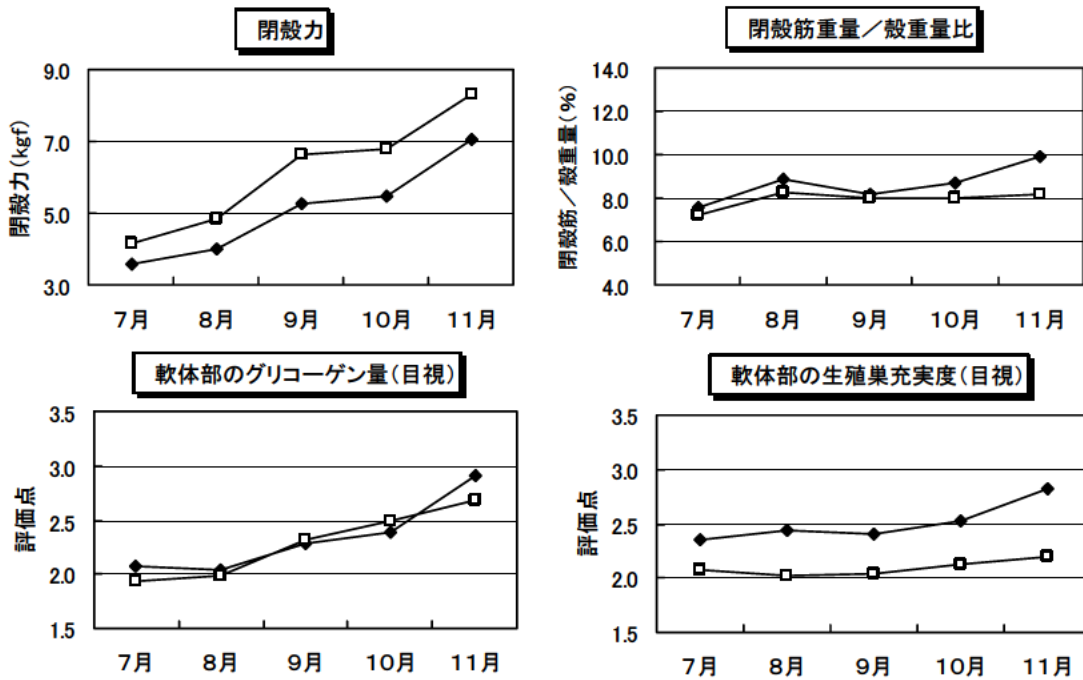 閉殻力
閉殻筋重量／殻重量比
閉殻力（kgf）
9.0
7.0
5.0
3.0
7月 8月 9月 10月 11月
閉殻筋／殻重量（％）
14.0
12.0
10.0
8.0
6.0
4.0
7月 8月 9月 10月 11月
軟体部のグリコーゲン量（目視）
軟体部の生殖巣充実度（目視）
評価点
3.5
3.0
2.5
2.0
1.5
7月 8月 9月 10月 11月
評価点
3.5
3.0
2.5
2.0
1.5
7月 8月 9月 10月 11月